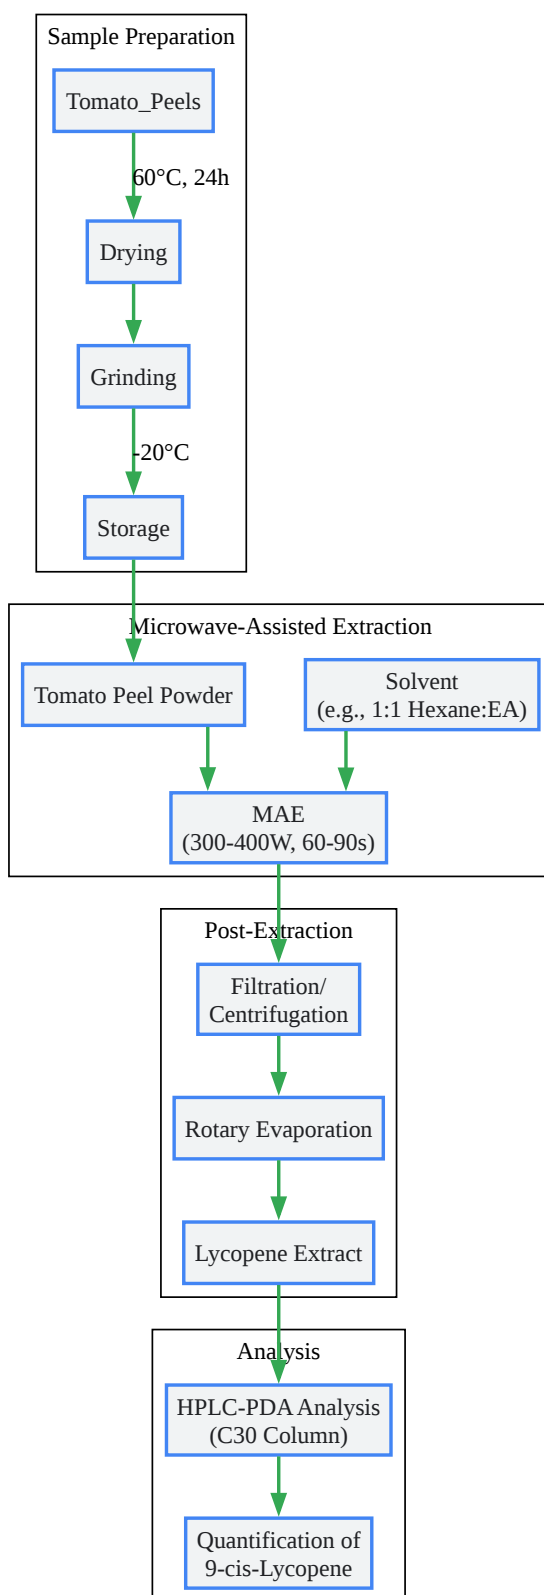 Sample Preparation
Tomato_Peels
60°C, 24h
Drying
Grinding
-20°C
Storage
Microwave-Assisted Extraction
Tomato Peel Powder
Solvent
(e.g., 1:1 Hexane:EA)
MAE
(300-400W, 60-90s)
Post-Extraction
Filtration/
Centrifugation
Rotary Evaporation
Lycopene Extract
Analysis
HPLC-PDA Analysis
(C30 Column)
Quantification of
9-cis-Lycopene